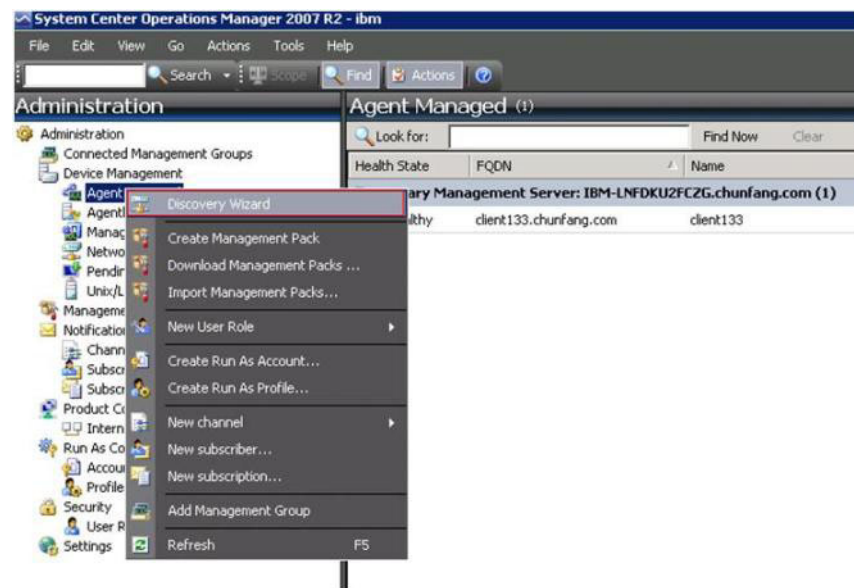 System Center Operations Manager 2007 R2 - ibm
File Edit View Go Actions Tools Help
Search Scope Find Actions
Administration
Agent Managed (1)
Administration
Look for: Find Now Clear
Connected Management Groups
Device Management
Health State FQDN Name
Agent
Discovery Wizard
ary Management Server: IBM-LNFDKU2FCZG.chunfang.com (1)
Agentl
lthy client133.chunfang.com client133
Manag
Create Management Pack
Netwo
Download Management Packs ...
Pendin
Unix/L
Import Management Packs...
Manageme
Notification
New User Role
Chann
Create Run As Account...
Subscr
Subscr
Create Run As Profile...
Product Co
Intern
New channel
Run As Co
New subscriber...
Accoun
New subscription...
Profile
Security
Add Management Group
User R
Settings
Refresh F5